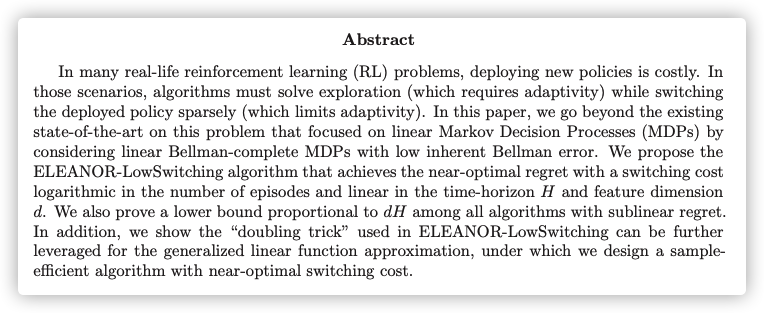 Abstract
In many real-life reinforcement learning (RL) problems, deploying new policies is costly. In
those scenarios, algorithms must solve exploration (which requires adaptivity) while switching
the deployed policy sparsely (which limits adaptivity). In this paper, we go beyond the existing
state-of-the-art on this problem that focused on linear Markov Decision Processes (MDPs) by
considering linear Bellman-complete MDPs with low inherent Bellman error. We propose the
ELEANOR-LowSwitching algorithm that achieves the near-optimal regret with a switching cost
logarithmic in the number of episodes and linear in the time-horizon H and feature dimension
d. We also prove a lower bound proportional to dH among all algorithms with sublinear regret.
In addition, we show the “doubling trick” used in ELEANOR-LowSwitching can be further
leveraged for the generalized linear function approximation, under which we design a sample-
efficient algorithm with near-optimal switching cost.